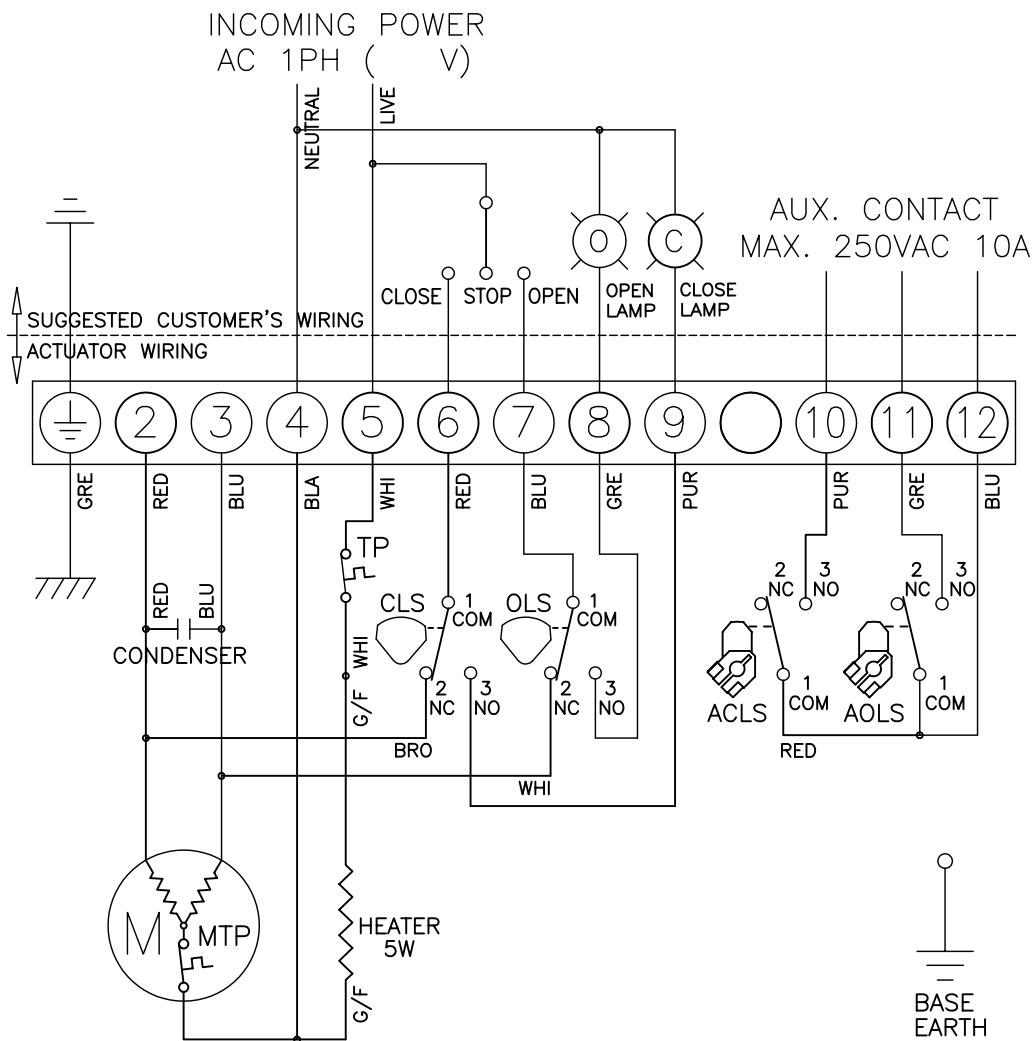 INCOMING POWER
AC 1PH ( V)
NEUTRAL
LIVE
AUX. CONTACT
MAX. 250VAC 10A
O
C
CLOSE
STOP
OPEN
OPEN
LAMP
CLOSE
LAMP
SUGGESTED CUSTOMER'S WIRING
ACTUATOR WIRING
2 3 4 5 6 7 8 9 10 11 12
GRE
RED
BLU
BLA
WHI
RED
BLU
GRE
PUR
PUR
GRE
BLU
TP
RED
BLU
CONDENSER
WHI
G/F
CLS
1
COM
2
NC
3
NO
OLS
1
COM
2
NC
3
NO
2
NC
3
NO
ACLS
1
COM
2
NC
3
NO
AOLS
1
COM
BRO
WHI
RED
M
MTP
HEATER
5W
G/F
BASE
EARTH